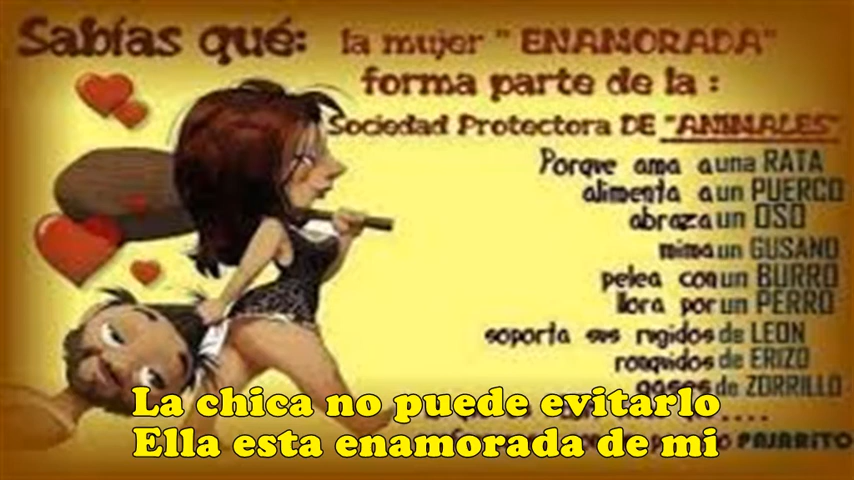 Sabías qué: la mujer "ENAMORADA"
forma parte de la :
Sociedad Protectora DE "ANIMALES"
Porque ama a una RATA
alimenta a un PUERCO
abraza un OSO
mima un GUSANO
pelea con un BURRO
llora por un PERRO
soporta sus rugidos de LEON
ronquidos de ERIZO
gases de ZORRILLO
La chica no puede evitarlo
Ella esta enamorada de mi
PAJARITO